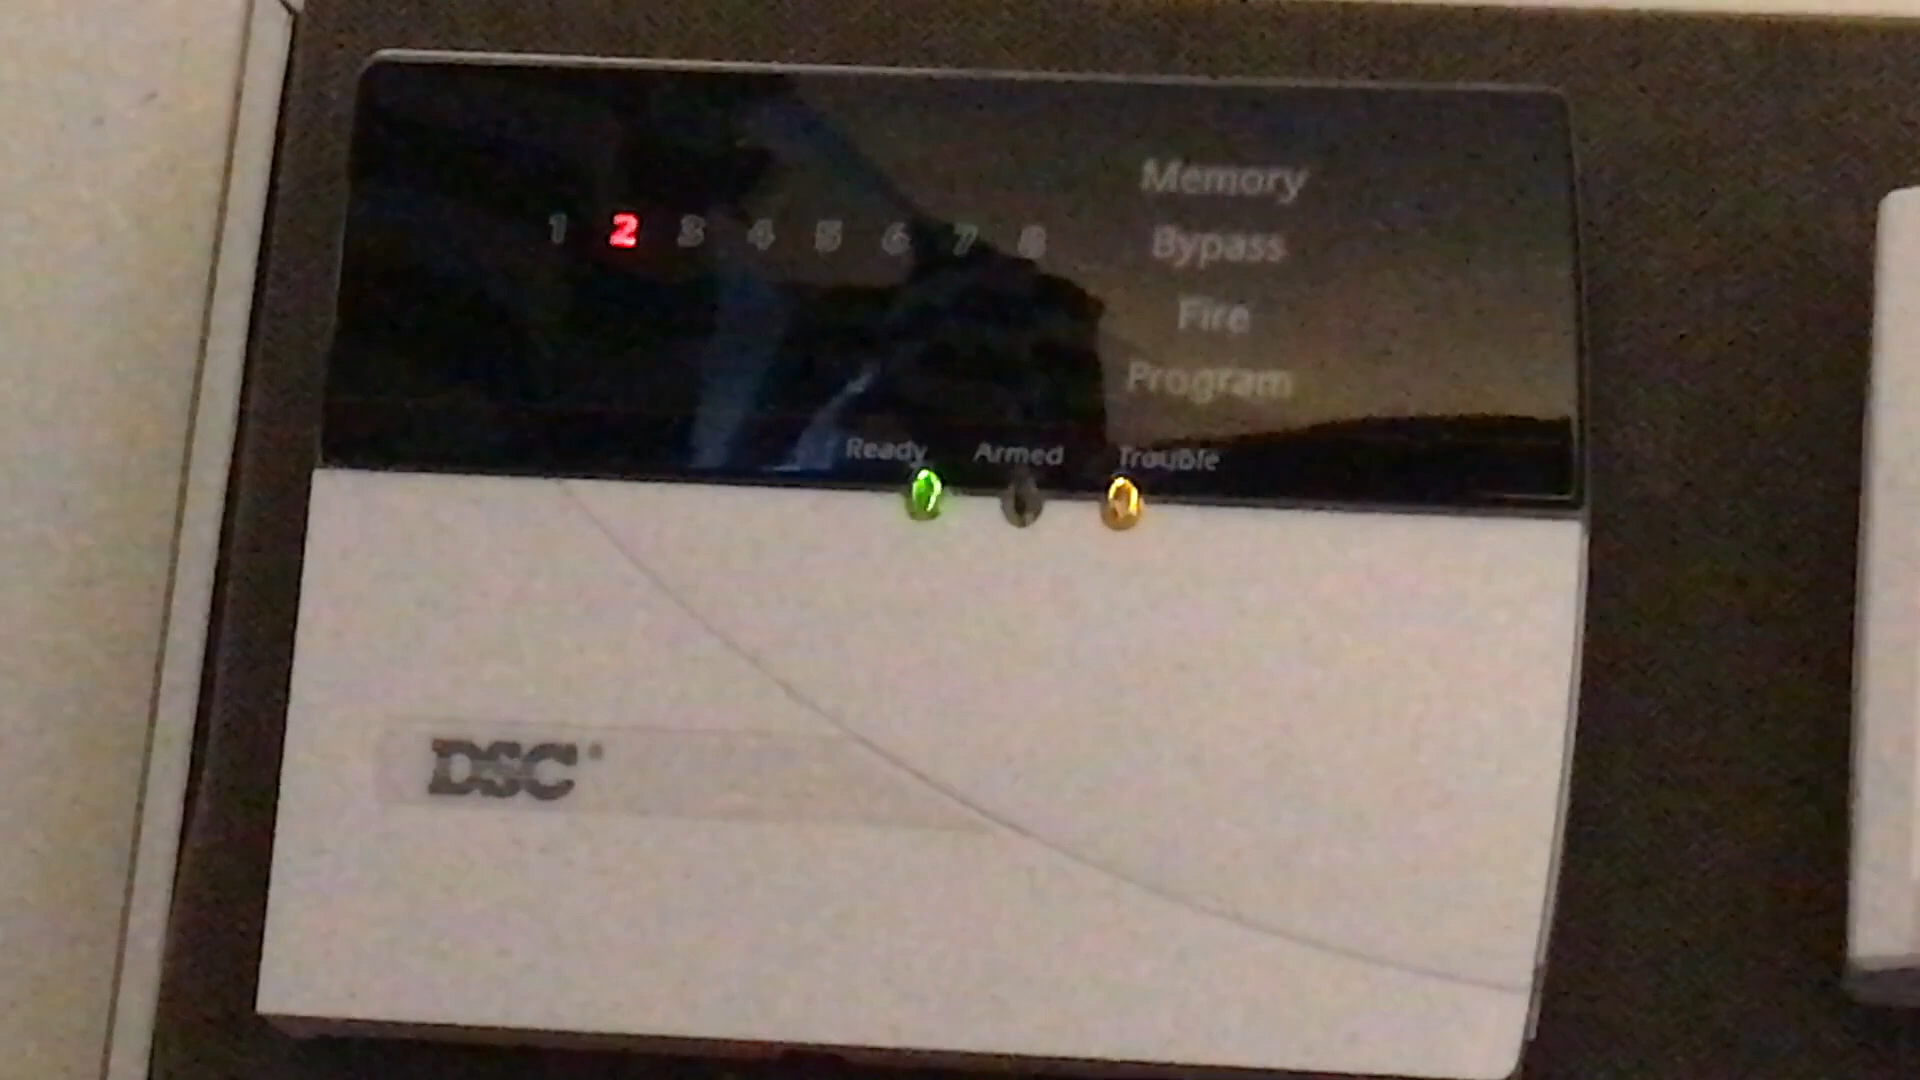 Memory
1 2 3 4 5 6 7 8
Bypass
Fire
Program
Ready Armed Trouble
DSC